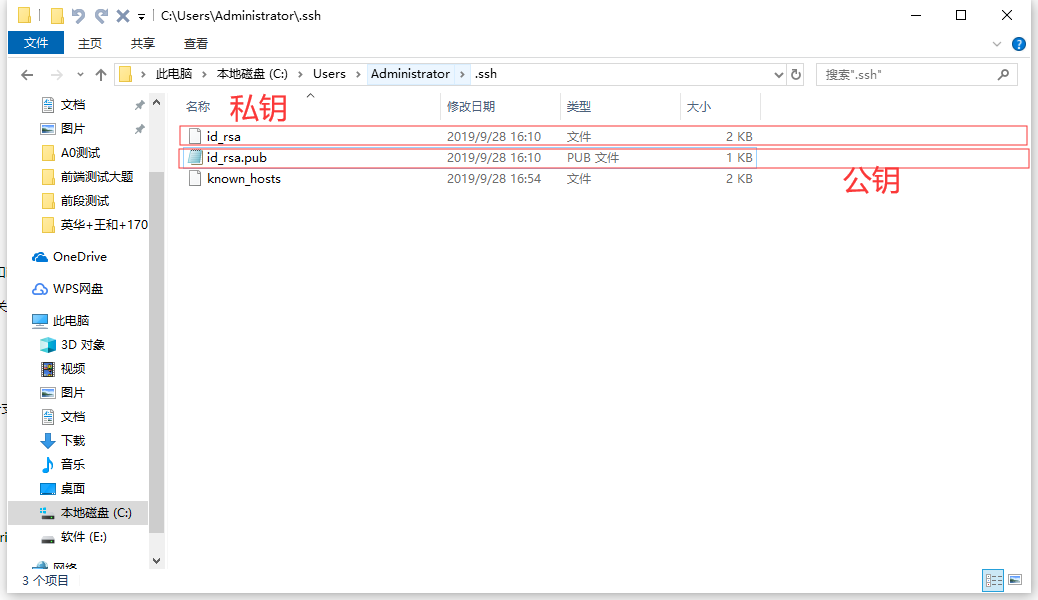 C:\Users\Administrator\.ssh
文件 主页 共享 查看
此电脑 本地磁盘 (C:) Users Administrator .ssh 搜索".ssh"
文档
图片
A0测试
前端测试大题
前段测试
英华+王和+170
OneDrive
WPS网盘
此电脑
3D 对象
视频
图片
文档
下载
音乐
桌面
本地磁盘 (C:)
软件 (E:)
网络
名称 修改日期 类型 大小
私钥
id_rsa 2019/9/28 16:10 文件 2 KB
id_rsa.pub 2019/9/28 16:10 PUB 文件 1 KB
known_hosts 2019/9/28 16:54 文件 2 KB
公钥
3 个项目